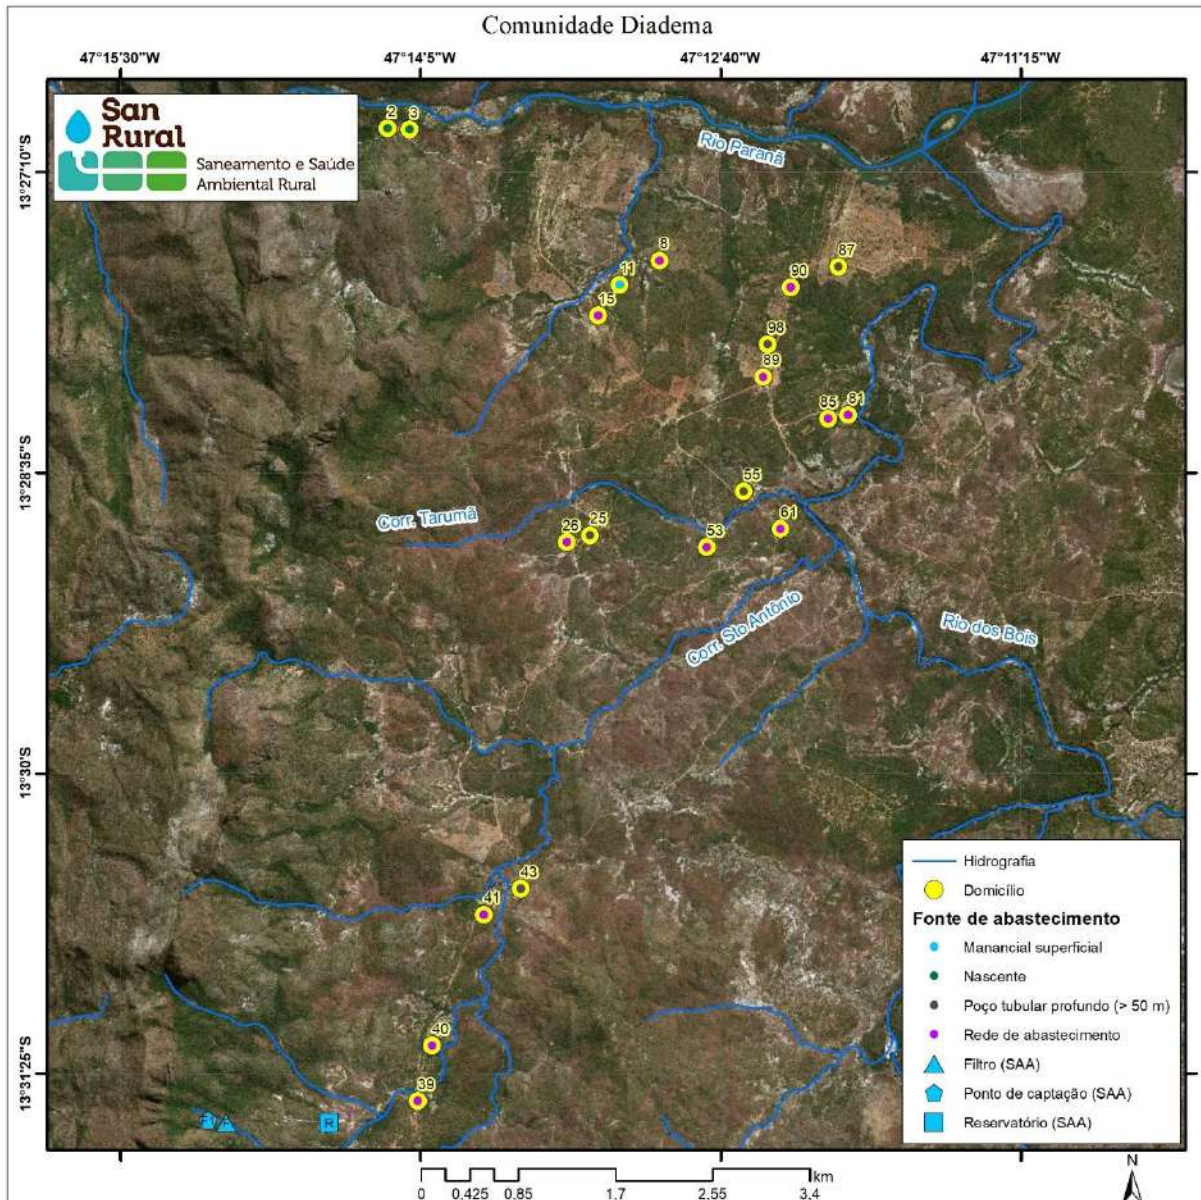 Comunidade Diadema
47°15'30"W
47°14'5"W
47°12'40"W
47°11'15"W
San
Rural
Saneamento e Saúde
Ambiental Rural
2
3
Rio Paranã
13°27'10"S
8
87
11
90
15
98
89
85
81
13°28'35"S
55
Corr. Tarumã
61
26
25
53
Corr. Sto Antônio
Rio dos Bois
13°30'S
43
41
40
13°31'25"S
39
R
Hidrografia
Domicílio
Fonte de abastecimento
Manancial superficial
Nascente
Poço tubular profundo (> 50 m)
Rede de abastecimento
Filtro (SAA)
Ponto de captação (SAA)
Reservatório (SAA)
km
0 0.425 0.85 1.7 2.55 3.4
N